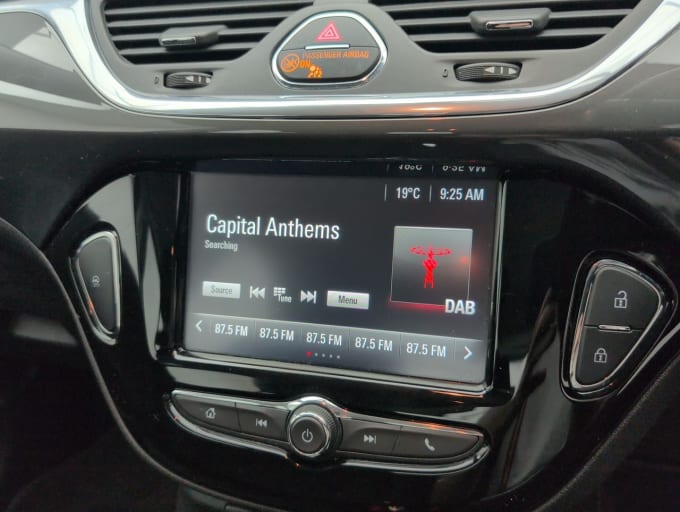 PASSENGER AIRBAG
ON
19°C 9:25 AM
Capital Anthems
Searching
Source Tune Menu
DAB
87.5 FM 87.5 FM 87.5 FM 87.5 FM 87.5 FM